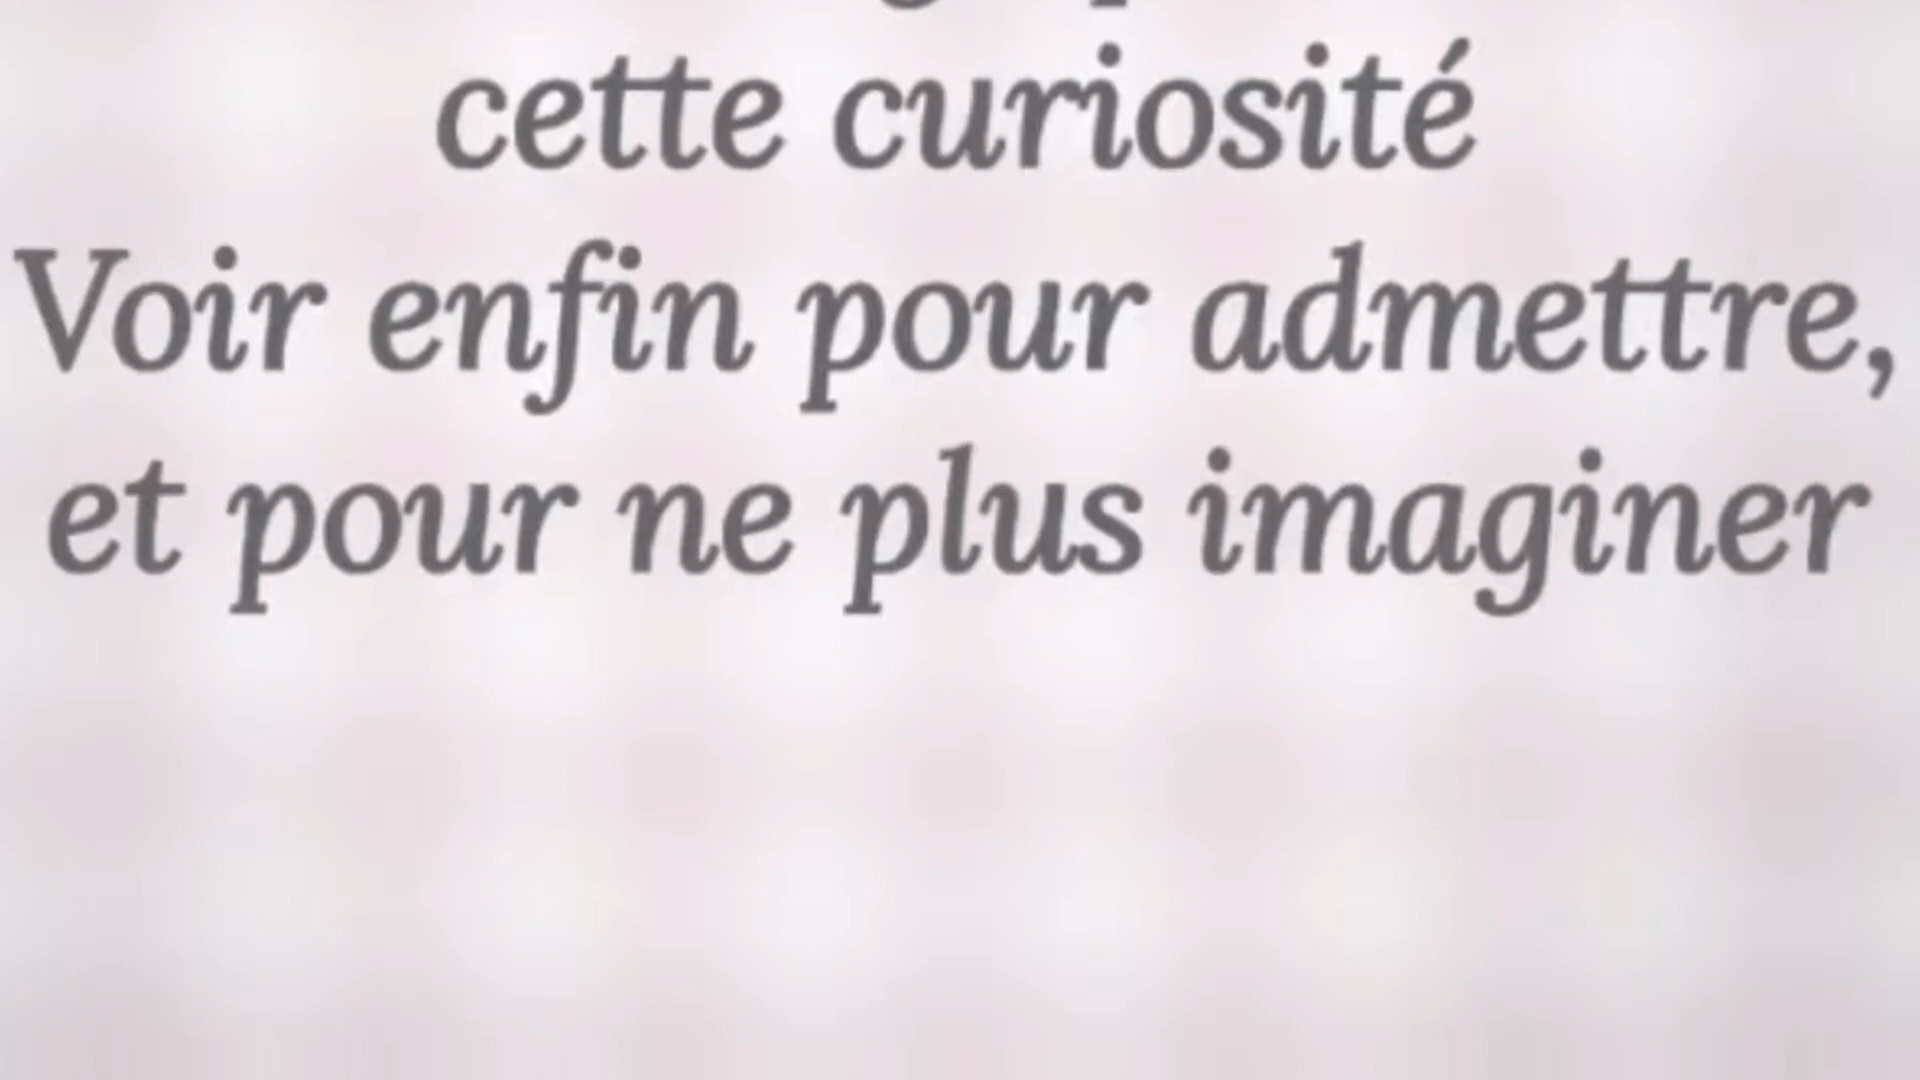 cette curiosité
Voir enfin pour admettre,
et pour ne plus imaginer